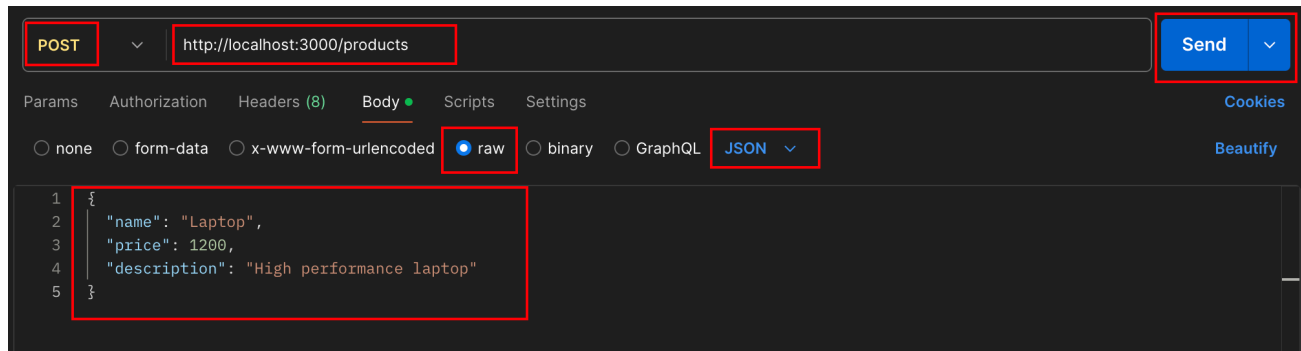 POST http://localhost:3000/products Send
Params Authorization Headers (8) Body Scripts Settings Cookies
none form-data x-www-form-urlencoded raw binary GraphQL JSON Beautify
1 {
2 "name": "Laptop",
3 "price": 1200,
4 "description": "High performance laptop"
5 }